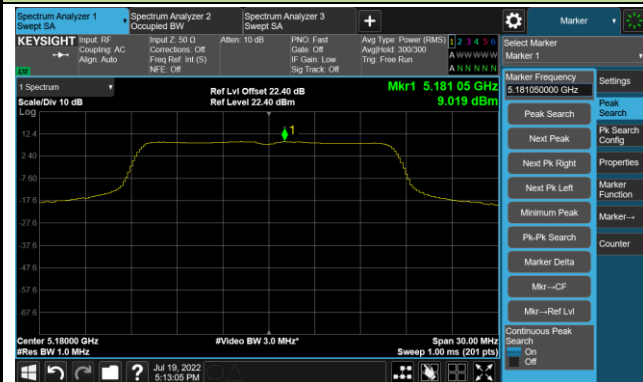 Spectrum Analyzer 1
Swept SA
Spectrum Analyzer 2
Occupied BW
Spectrum Analyzer 3
Swept SA
+
Marker
KEYSIGHT
Input: RF
Coupling: AC
Align: Auto
Input Z: 50 Ω
Corrections: Off
Freq Ref: Int (S)
NFE: Off
Atten: 10 dB
PNO: Fast
Gate: Off
IF Gain: Low
Sig Track: Off
Avg Type: Power (RMS)
Avg|Hold: 300/300
Trig: Free Run
1 2 3 4 5 6
A W W W W W
A N N N N N
LXI
Select Marker
Marker 1
1 Spectrum
Scale/Div 10 dB
Log
Ref Lvl Offset 22.40 dB
Ref Level 22.40 dBm
Mkr1 5.181 05 GHz
9.019 dBm
1
12.4
2.40
-7.60
-17.6
-27.6
-37.6
-47.6
-57.6
-67.6
Center 5.18000 GHz
#Res BW 1.0 MHz
#Video BW 3.0 MHz*
Span 30.00 MHz
Sweep 1.00 ms (201 pts)
Marker Frequency
5.181050000 GHz
Peak Search
Next Peak
Next Pk Right
Next Pk Left
Minimum Peak
Pk-Pk Search
Marker Delta
Mkr→CF
Mkr→Ref Lvl
Continuous Peak
Search
On
Off
Settings
Peak
Search
Pk Search
Config
Properties
Marker
Function
Marker→
Counter
?
Jul 19, 2022
5:13:05 PM